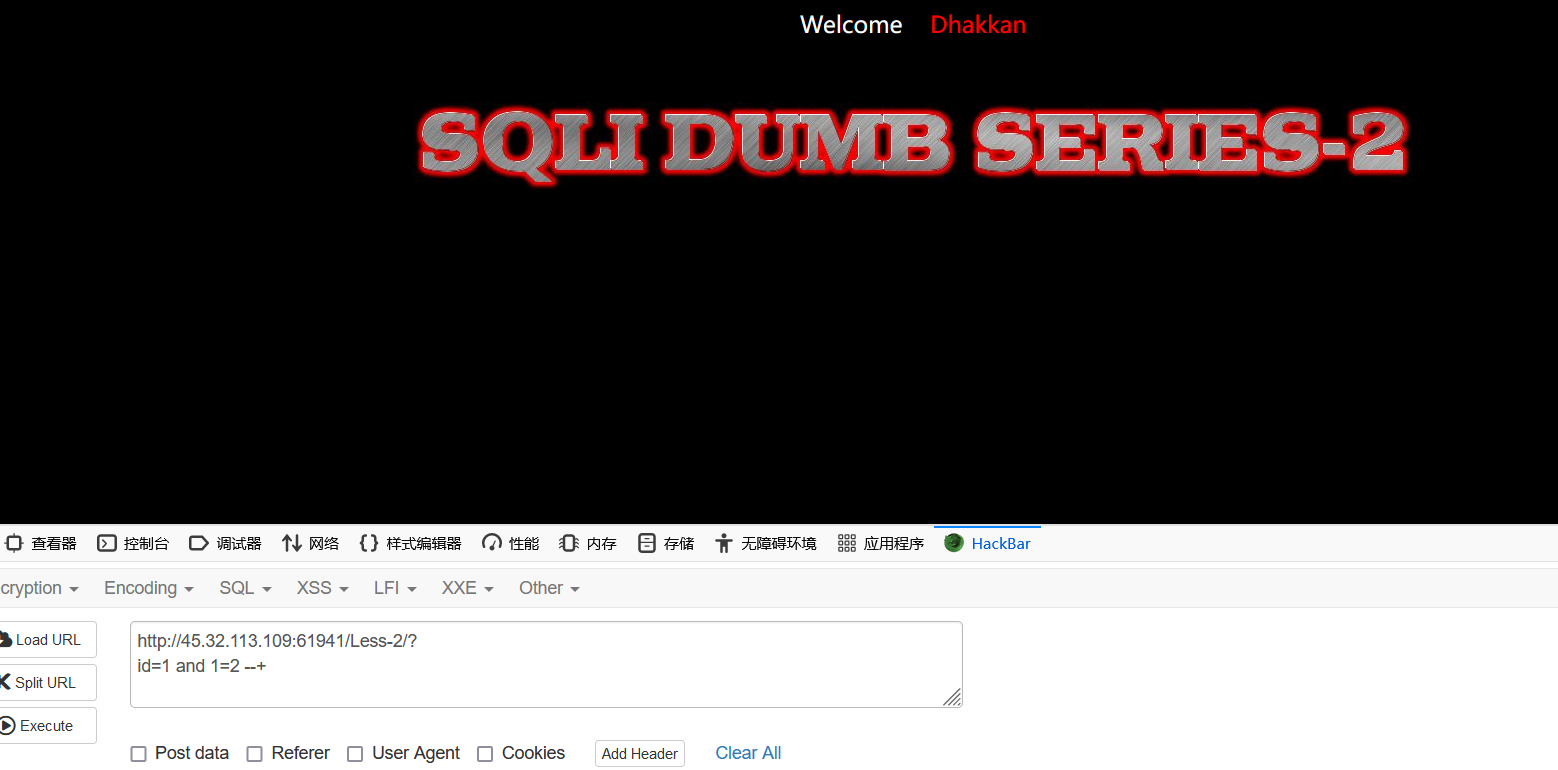 Welcome Dhakkan
SQLI DUMB SERIES-2
查看器 控制台 调试器 网络 样式编辑器 性能 内存 存储 无障碍环境 应用程序 HackBar
cryption Encoding SQL XSS LFI XXE Other
Load URL
http://45.32.113.109:61941/Less-2/?
id=1 and 1=2 --+
Split URL
Execute
Post data Referer User Agent Cookies Add Header Clear All